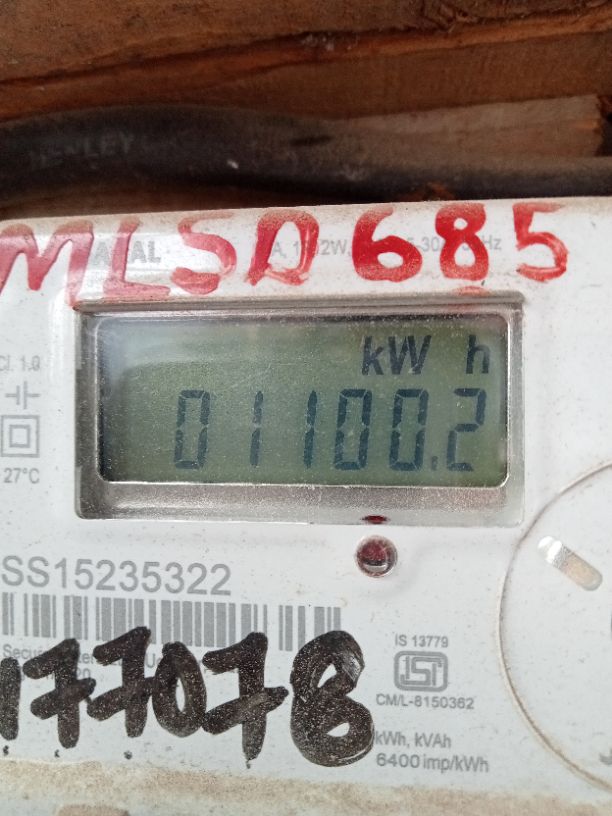 MLSD685
Cl. 1.0
kW h
01100.2
27°C
SS15235322
IS 13779
ISI
CM/L-8150362
177078
kWh, kVAh
6400 imp/kWh